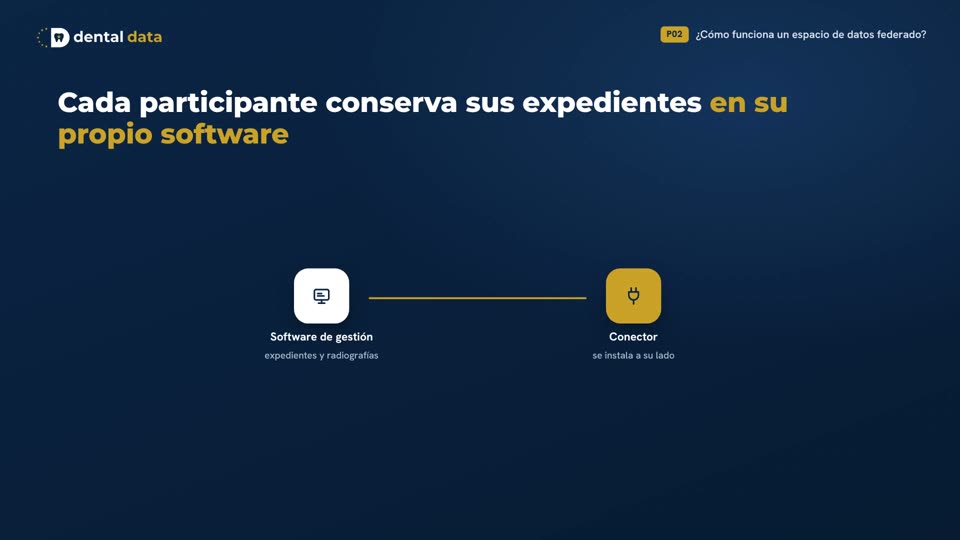 dental data
P02 ¿Cómo funciona un espacio de datos federado?
Cada participante conserva sus expedientes en su
propio software
Software de gestión
expedientes y radiografías
Conector
se instala a su lado